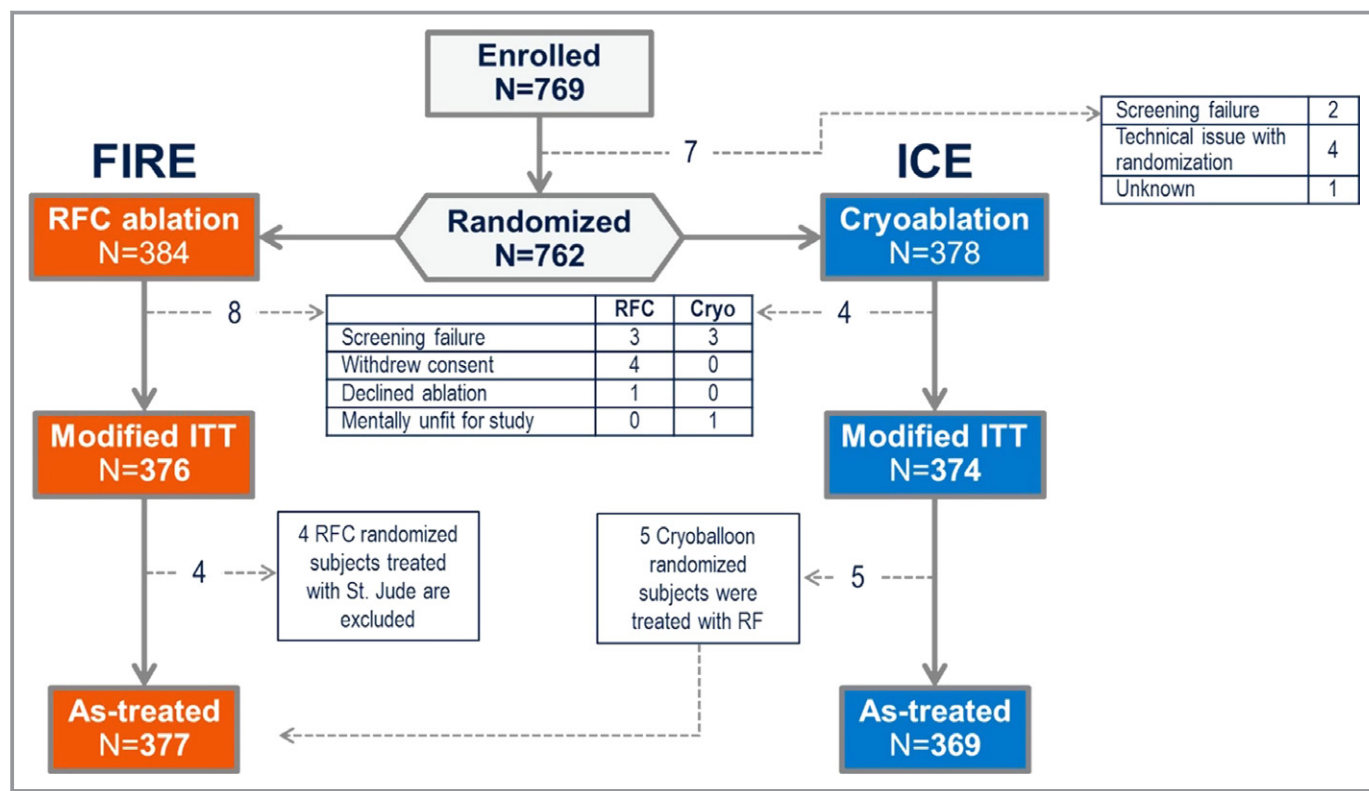 Enrolled
N=769
7
Screening failure 2
Technical issue with
randomization 4
Unknown 1
FIRE
ICE
RFC ablation
N=384
Randomized
N=762
Cryoablation
N=378
8
4
RFC Cryo
Screening failure 3 3
Withdrew consent 4 0
Declined ablation 1 0
Mentally unfit for study 0 1
Modified ITT
N=376
Modified ITT
N=374
4
4 RFC randomized
subjects treated
with St. Jude are
excluded
5 Cryoballoon
randomized
subjects were
treated with RF
5
As-treated
N=377
As-treated
N=369